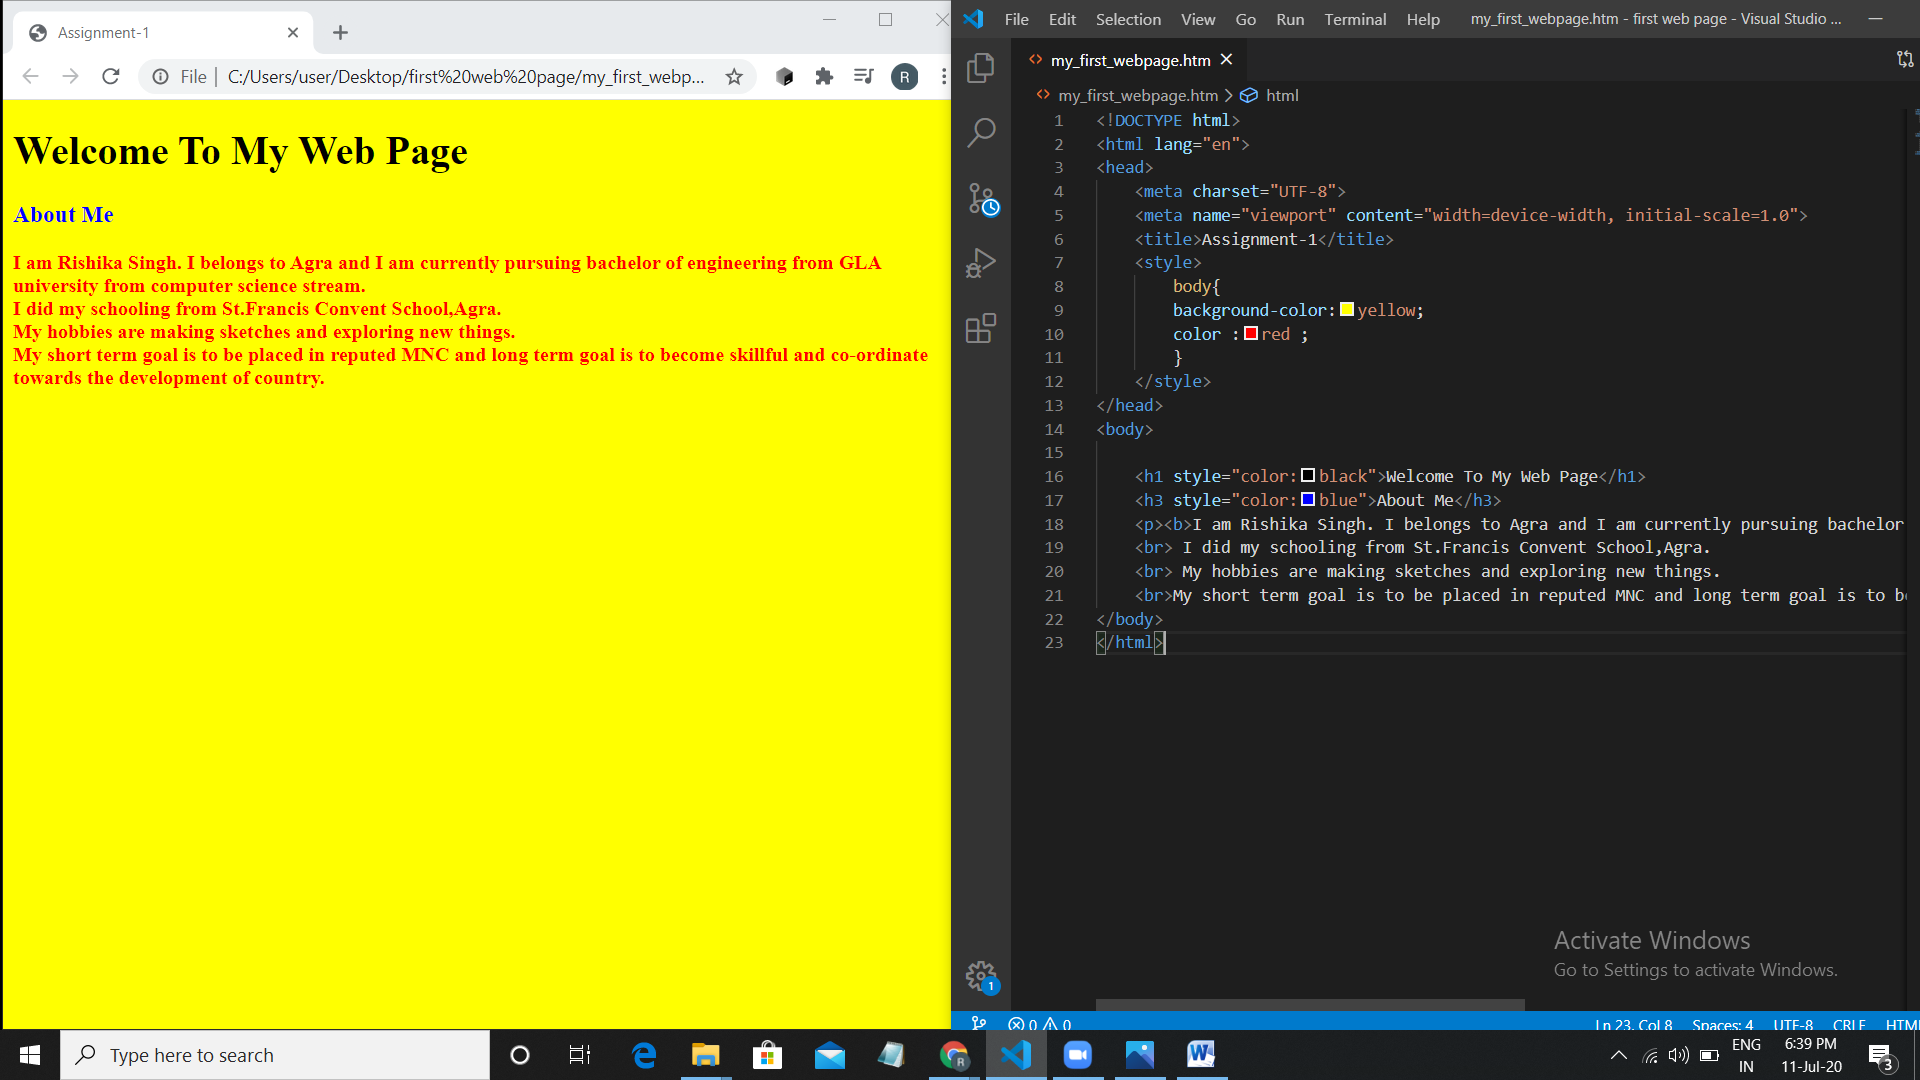 Assignment-1
File | C:/Users/user/Desktop/first%20web%20page/my_first_webp...
R
Welcome To My Web Page
About Me
I am Rishika Singh. I belongs to Agra and I am currently pursuing bachelor of engineering from GLA
university from computer science stream.
I did my schooling from St.Francis Convent School,Agra.
My hobbies are making sketches and exploring new things.
My short term goal is to be placed in reputed MNC and long term goal is to become skillful and co-ordinate
towards the development of country.
File Edit Selection View Go Run Terminal Help my_first_webpage.htm - first web page - Visual Studio ...
my_first_webpage.htm
my_first_webpage.htm > html
1 <!DOCTYPE html>
2 <html lang="en">
3 <head>
4 <meta charset="UTF-8">
5 <meta name="viewport" content="width=device-width, initial-scale=1.0">
6 <title>Assignment-1</title>
7 <style>
8 body{
9 background-color:yellow;
10 color :red ;
11 }
12 </style>
13 </head>
14 <body>
15
16 <h1 style="color:black">Welcome To My Web Page</h1>
17 <h3 style="color:blue">About Me</h3>
18 <p><b>I am Rishika Singh. I belongs to Agra and I am currently pursuing bachelor
19 <br> I did my schooling from St.Francis Convent School,Agra.
20 <br> My hobbies are making sketches and exploring new things.
21 <br>My short term goal is to be placed in reputed MNC and long term goal is to b
22 </body>
23 </html>
Activate Windows
Go to Settings to activate Windows.
1
0 0 Ln 23, Col 8 Spaces: 4 UTF-8 CRLF HTM
Type here to search
R
W
ENG
IN
6:39 PM
11-Jul-20
3